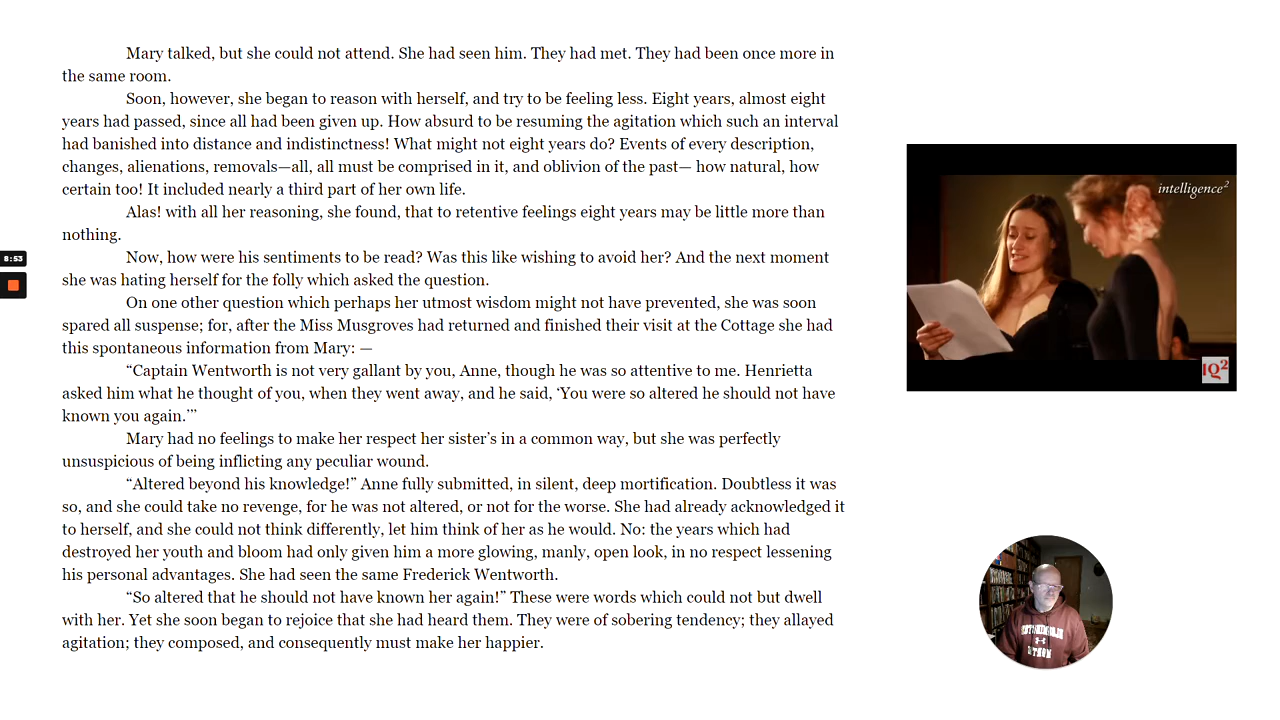 Mary talked, but she could not attend. She had seen him. They had met. They had been once more in
the same room.
Soon, however, she began to reason with herself, and try to be feeling less. Eight years, almost eight
years had passed, since all had been given up. How absurd to be resuming the agitation which such an interval
had banished into distance and indistinctness! What might not eight years do? Events of every description,
changes, alienations, removals—all, all must be comprised in it, and oblivion of the past— how natural, how
certain too! It included nearly a third part of her own life.
Alas! with all her reasoning, she found, that to retentive feelings eight years may be little more than
nothing.
Now, how were his sentiments to be read? Was this like wishing to avoid her? And the next moment
she was hating herself for the folly which asked the question.
On one other question which perhaps her utmost wisdom might not have prevented, she was soon
spared all suspense; for, after the Miss Musgroves had returned and finished their visit at the Cottage she had
this spontaneous information from Mary: —
“Captain Wentworth is not very gallant by you, Anne, though he was so attentive to me. Henrietta
asked him what he thought of you, when they went away, and he said, ‘You were so altered he should not have
known you again.’”
Mary had no feelings to make her respect her sister’s in a common way, but she was perfectly
unsuspicious of being inflicting any peculiar wound.
“Altered beyond his knowledge!” Anne fully submitted, in silent, deep mortification. Doubtless it was
so, and she could take no revenge, for he was not altered, or not for the worse. She had already acknowledged it
to herself, and she could not think differently, let him think of her as he would. No: the years which had
destroyed her youth and bloom had only given him a more glowing, manly, open look, in no respect lessening
his personal advantages. She had seen the same Frederick Wentworth.
“So altered that he should not have known her again!” These were words which could not but dwell
with her. Yet she soon began to rejoice that she had heard them. They were of sobering tendency; they allayed
agitation; they composed, and consequently must make her happier.
8:53
intelligence²
IQ²